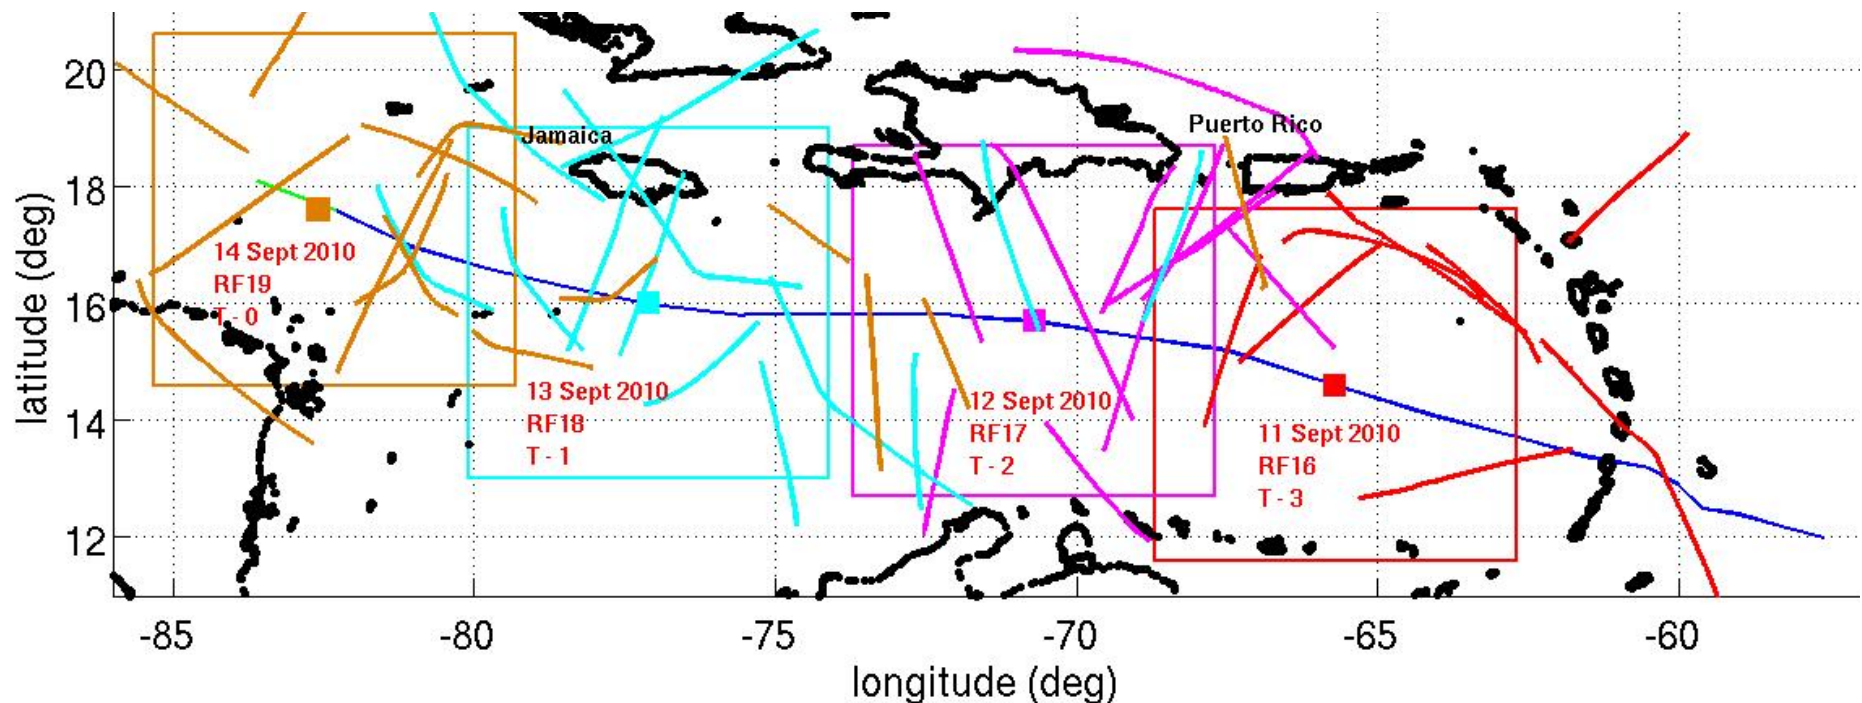 20
18
16
14
12
latitude (deg)
Jamaica
Puerto Rico
14 Sept 2010
RF19
T - 0
13 Sept 2010
RF18
T - 1
12 Sept 2010
RF17
T - 2
11 Sept 2010
RF16
T - 3
-85
-80
-75
-70
-65
-60
longitude (deg)